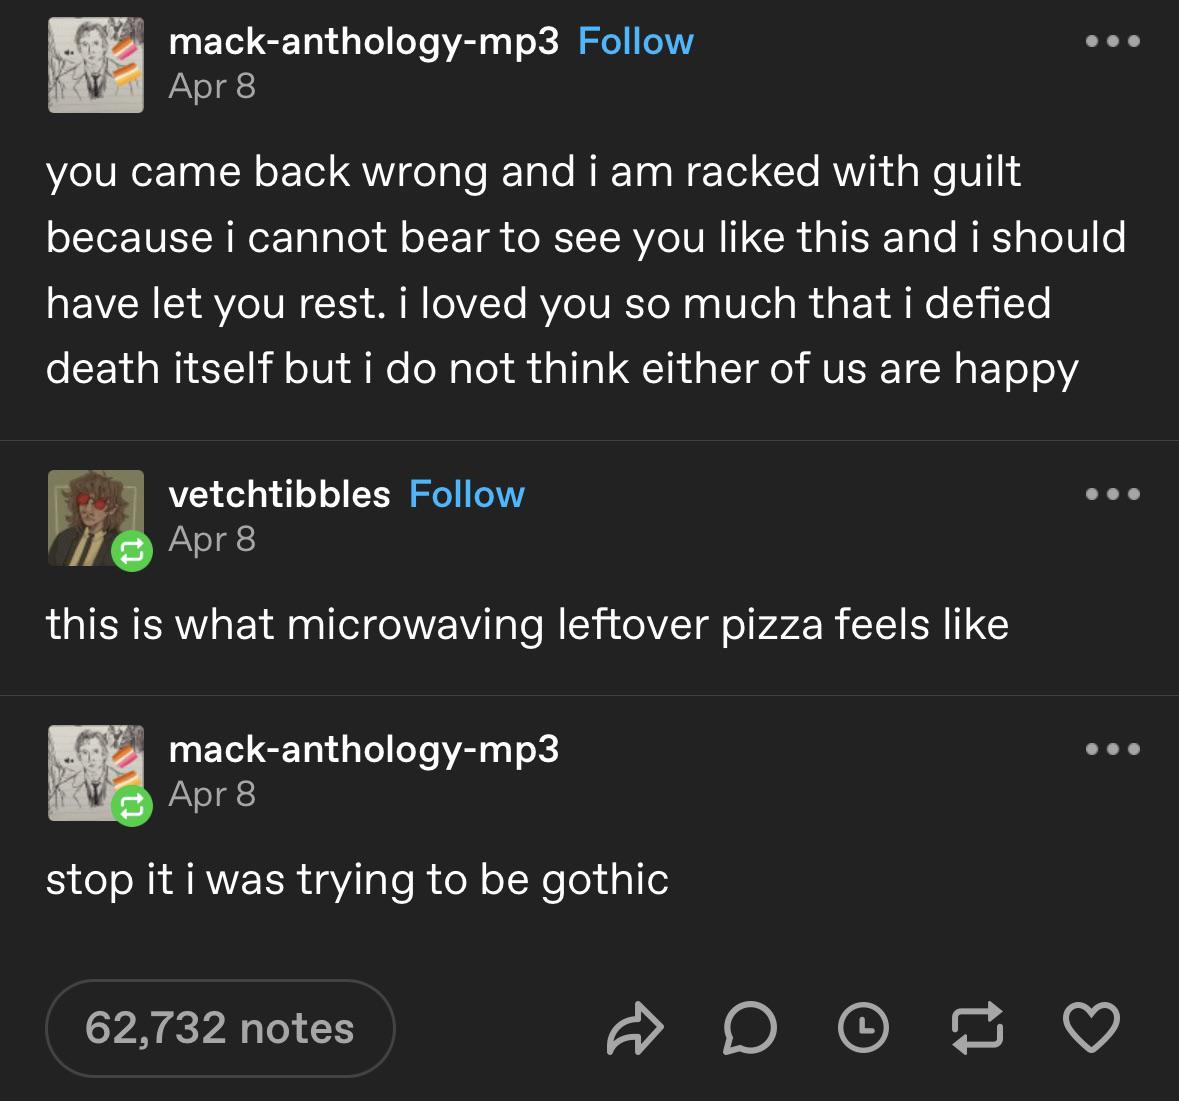 mack-anthology-mp3 Follow
Apr 8
you came back wrong and i am racked with guilt
because i cannot bear to see you like this and i should
have let you rest. i loved you so much that i defied
death itself but i do not think either of us are happy
vetchtibbles Follow
Apr 8
this is what microwaving leftover pizza feels like
mack-anthology-mp3
Apr 8
stop it i was trying to be gothic
62,732 notes